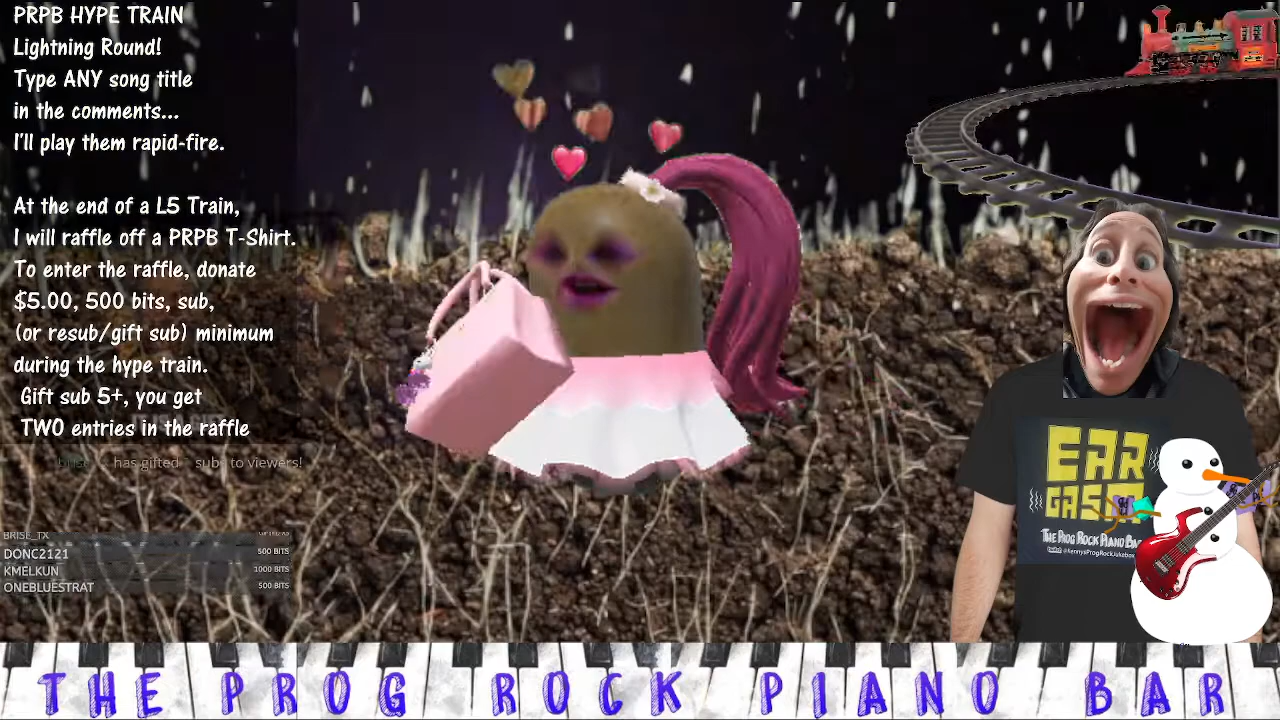 PRPB HYPE TRAIN
Lightning Round!
Type ANY song title
in the comments...
I'll play them rapid-fire.
At the end of a L5 Train,
I will raffle off a PRPB T-Shirt.
To enter the raffle, donate
$5.00, 500 bits, sub,
(or resub/gift sub) minimum
during the hype train.
Gift sub 5+, you get
TWO entries in the raffle
has gifted subs to viewers!
BRISE_TX
DONC2121 500 BITS
KMELKUN 1000 BITS
ONEBLUESTRAT 500 BITS
EAR
GASM
THE PROG ROCK PIANO BAR
THE PROG ROCK PIANO BAR